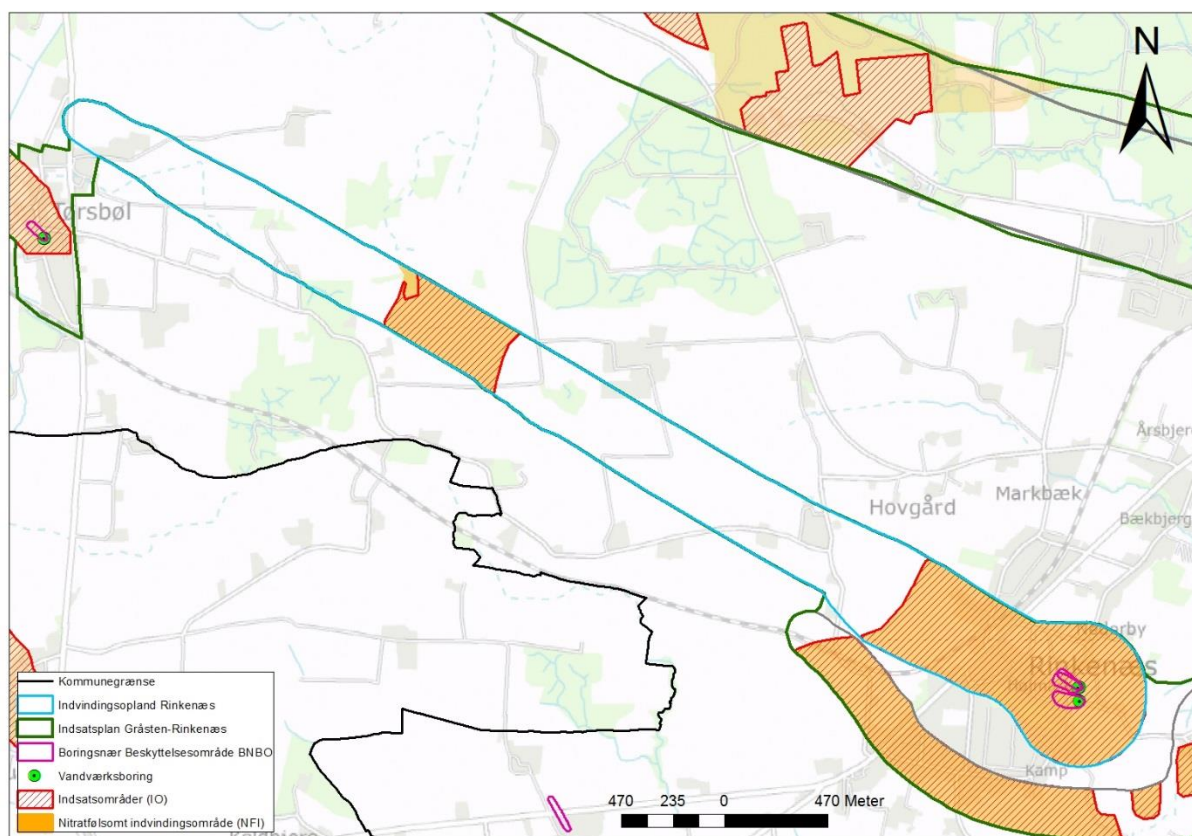 N
Tørsbøl
Hovgård
Markbæk
Årsbjerg
Bækbjerg
Rinkenæs
Kamp
Kommunegrænse
Indvindingsopland Rinkenæs
Indsatsplan Gråsten-Rinkenæs
Boringsnær Beskyttelsesområde BNBO
Vandværksboring
Indsatsområder (IO)
Nitratfølsomt indvindingsområde (NFI)
470 235 0 470 Meter